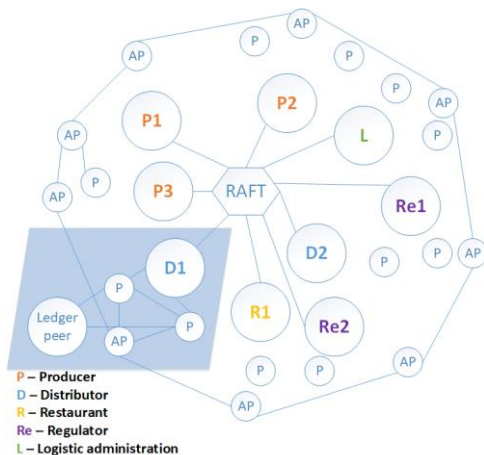 AP
P
P
AP
P
P2
P
AP
P1
L
P
AP
P
P3
RAFT
AP
Re1
D1
D2
P
AP
P
P
Ledger
peer
P
R1
Re2
AP
P
P
AP
AP
P – Producer
D – Distributor
R – Restaurant
Re – Regulator
L – Logistic administration